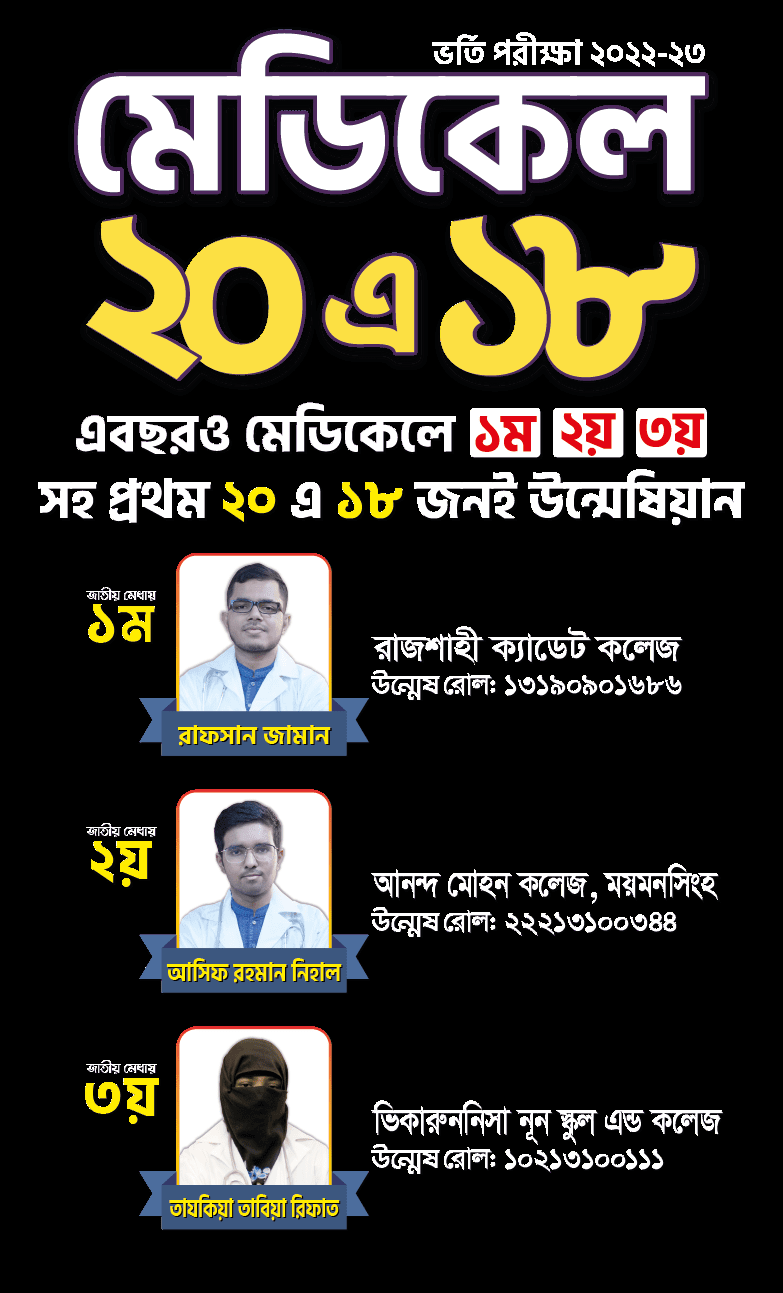 ভর্তি পরীক্ষা ২০২২-২৩
মেডিকেল
২০ এ ১৮
এবছরও মেডিকেলে ১ম ২য় ৩য়
সহ প্রথম ২০ এ ১৮ জনই উন্মেষিয়ান
জাতীয় মেধায়
১ম
রাফসান জামান
রাজশাহী ক্যাডেট কলেজ
উন্মেষ রোল: ১৩১৯০৯০১৬৮৬
জাতীয় মেধায়
২য়
আসিফ রহমান নিহাল
আনন্দ মোহন কলেজ, ময়মনসিংহ
উন্মেষ রোল: ২২২১৩১০০৩৪৪
জাতীয় মেধায়
৩য়
তাযকিয়া তাবিয়া রিফাত
ভিকারুননিসা নূন স্কুল এন্ড কলেজ
উন্মেষ রোল: ১০২১৩১০০১১১